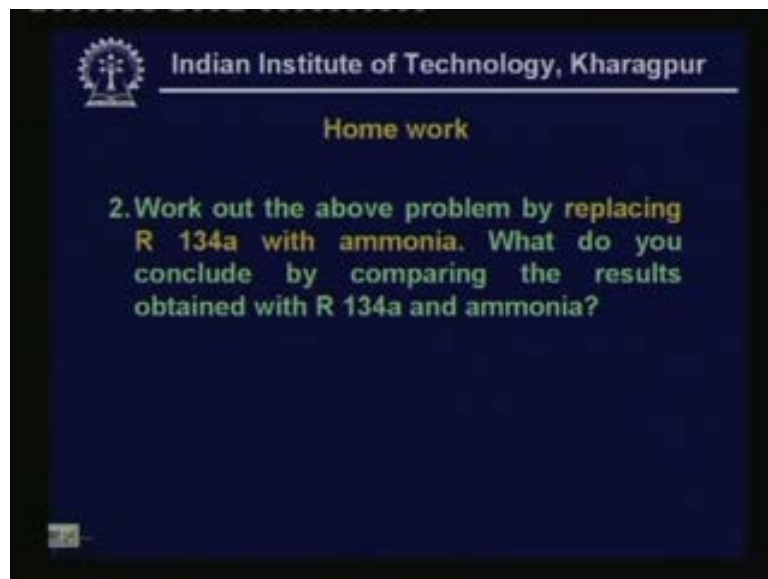 Indian Institute of Technology, Kharagpur
Home work
2. Work out the above problem by replacing
R 134a with ammonia. What do you
conclude by comparing the results
obtained with R 134a and ammonia?